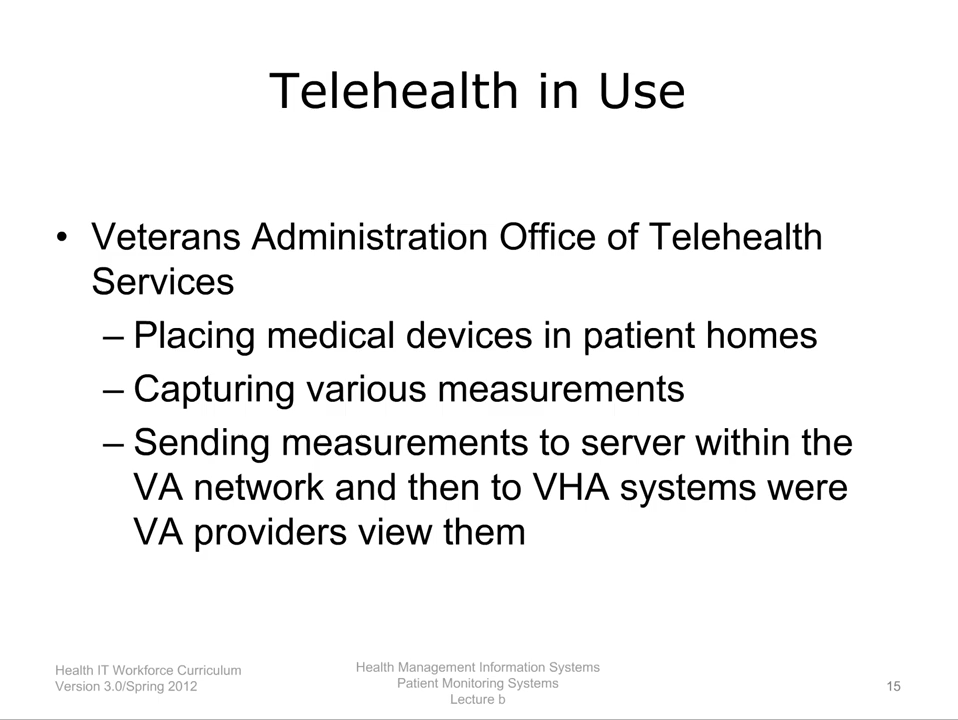 Telehealth in Use
• Veterans Administration Office of Telehealth
Services
– Placing medical devices in patient homes
– Capturing various measurements
– Sending measurements to server within the
VA network and then to VHA systems were
VA providers view them
Health IT Workforce Curriculum
Version 3.0/Spring 2012
Health Management Information Systems
Patient Monitoring Systems
Lecture b
15